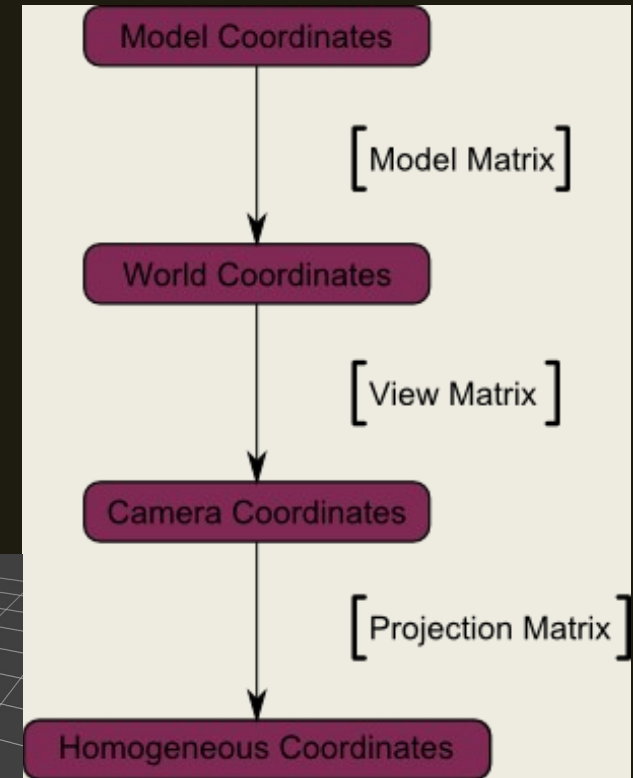 Model Coordinates
[Model Matrix]
World Coordinates
[View Matrix]
Camera Coordinates
[Projection Matrix]
Homogeneous Coordinates